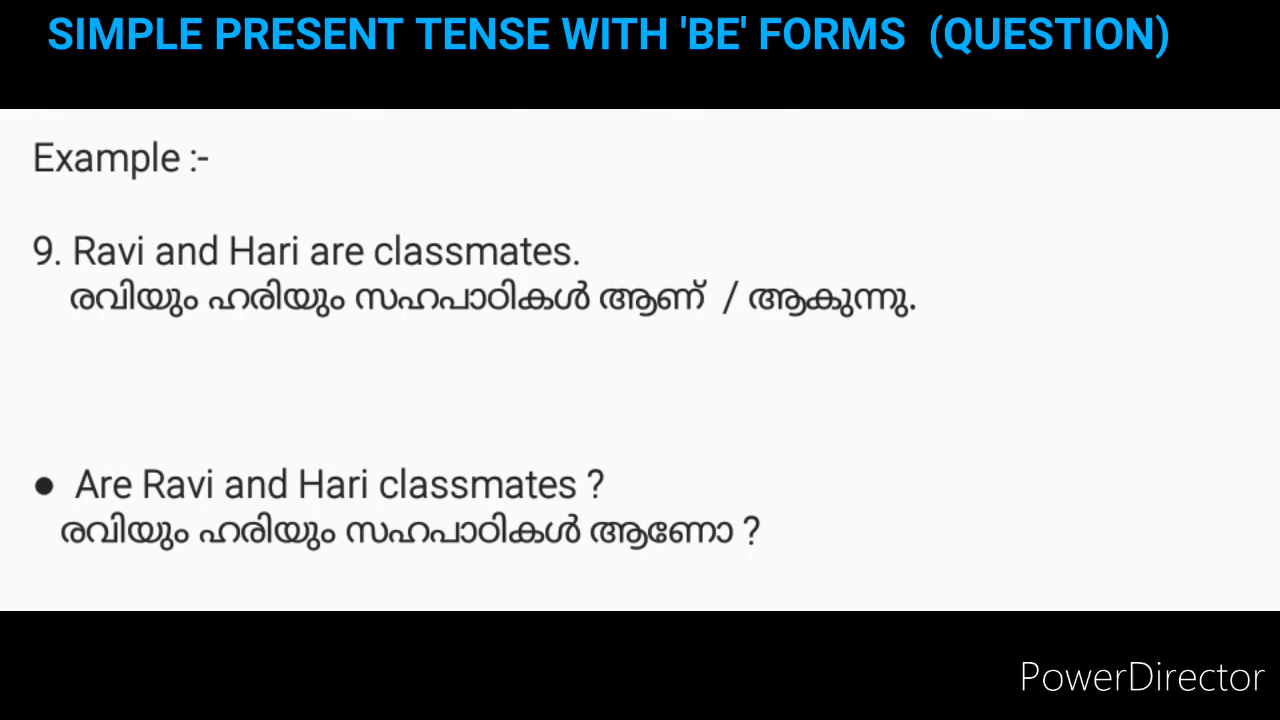 SIMPLE PRESENT TENSE WITH 'BE' FORMS (QUESTION)
Example :-
9. Ravi and Hari are classmates.
രവിയും ഹരിയും സഹപാഠികൾ ആണ് / ആകുന്നു.
● Are Ravi and Hari classmates ?
രവിയും ഹരിയും സഹപാഠികൾ ആണോ ?
PowerDirector